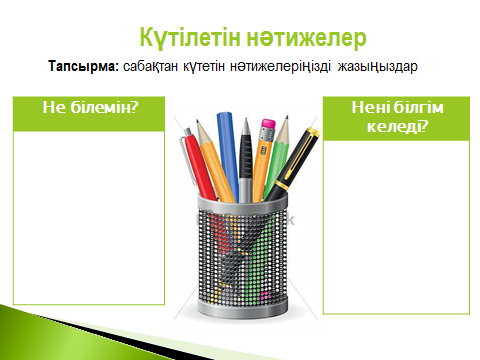 Күтілетін нәтижелер
Тапсырма: сабақтан күтетін нәтижелеріңізді жазыңыздар
Не білемін?
Нені білгім
келеді?